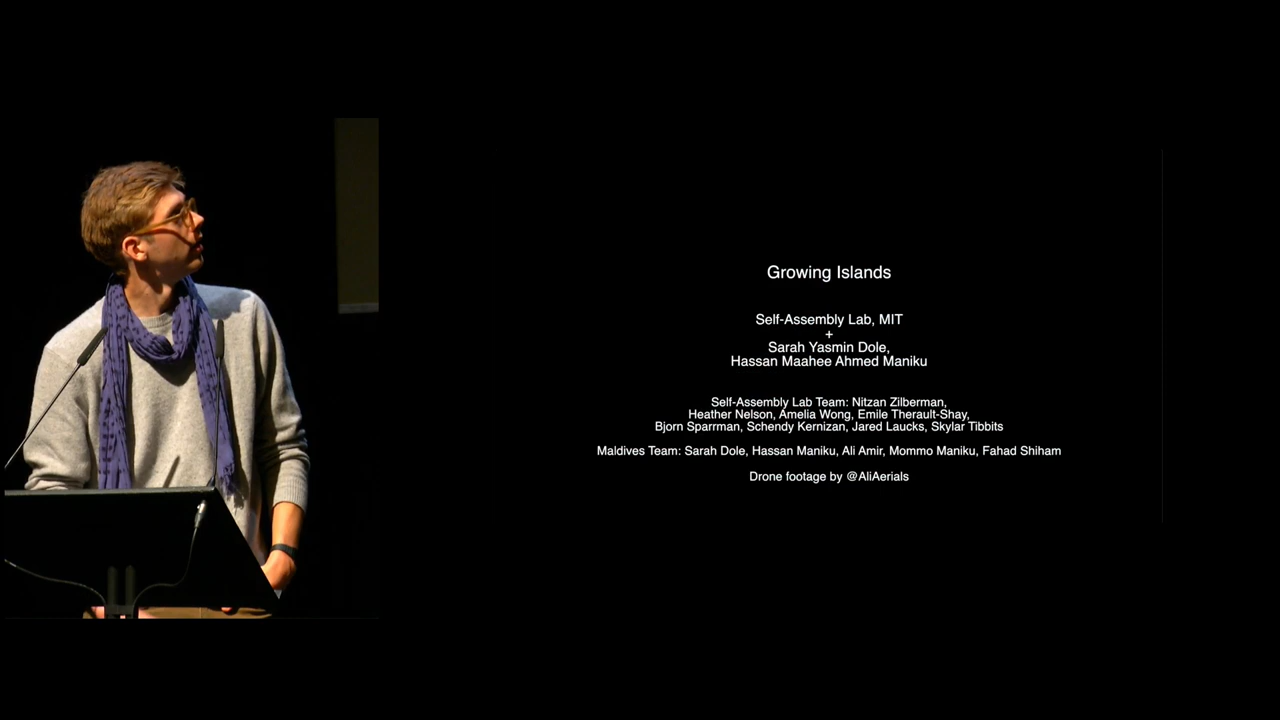 Growing Islands
Self-Assembly Lab, MIT
+
Sarah Yasmin Dole,
Hassan Maahee Ahmed Maniku
Self-Assembly Lab Team: Nitzan Zilberman,
Heather Nelson, Amelia Wong, Emile Therault-Shay,
Bjorn Sparrman, Schendy Kernizan, Jared Laucks, Skylar Tibbits
Maldives Team: Sarah Dole, Hassan Maniku, Ali Amir, Mommo Maniku, Fahad Shiham
Drone footage by @AliAerials